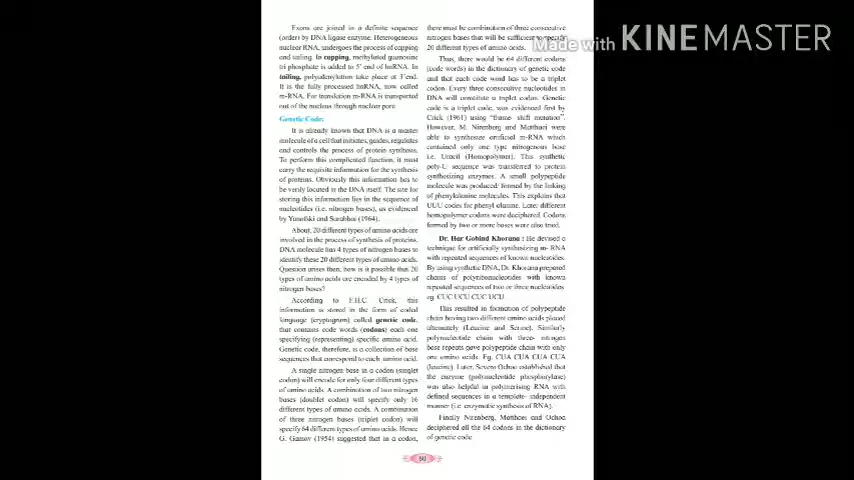 Exons are joined in a definite sequence
(order) by DNA ligase enzyme. Heterogeneous
nuclear RNA, undergoes the process of capping
and tailing. In capping, methylated guanosine
tri phosphate is added to 5' end of hnRNA. In
tailing, polyadenylation take place at 3'end.
It is the fully processed hnRNA, now called
m-RNA. For translation m-RNA is transported
out of the nucleus through nuclear pore.
Genetic Code:
It is already known that DNA is a master
molecule of a cell that initiates, guides, regulates
and controls the process of protein synthesis.
To perform this complicated function, it must
carry the requisite information for the synthesis
of proteins. Obviously this information has to
be verily located in the DNA itself. The site for
storing this information lies in the sequence of
nucleotides (i.e. nitrogen bases), as evidenced
by Yanofski and Sarabhai (1964).
About, 20 different types of amino acids are
involved in the process of synthesis of proteins.
DNA molecule has 4 types of nitrogen bases to
identify these 20 different types of amino acids.
Question arises then, how is it possible that 20
types of amino acids are encoded by 4 types of
nitrogen bases?
According to F.H.C. Crick, this
information is stored in the form of coded
language (cryptogram) called genetic code,
that contains code words (codons) each one
specifying (representing) specific amino acid.
Genetic code, therefore, is a collection of base
sequences that correspond to each amino acid.
A single nitrogen base in a codon (singlet
codon) will encode for only four different types
of amino acids. A combination of two nitrogen
bases (doublet codon) will specify only 16
different types of amino acids. A combination
of three nitrogen bases (triplet codon) will
specify 64 different types of amino acids. Hence
G. Gamov (1954) suggested that in a codon,
there must be combination of three consecutive
nitrogen bases that will be sufficient to specify
20 different types of amino acids.
Thus, there would be 64 different codons
(code words) in the dictionary of genetic code
and that each code word has to be a triplet
codon. Every three consecutive nucleotides in
DNA will constitute a triplet codon. Genetic
code is a triplet code, was evidenced first by
Crick (1961) using "frame- shift mutation".
However, M. Nirenberg and Matthaei were
able to synthesize artificial m-RNA which
contained only one type nitrogenous base
i.e. Uracil (Homopolymer). This synthetic
poly-U sequence was transferred to protein
synthesizing enzymes. A small polypeptide
molecule was produced/ formed by the linking
of phenylalanine molecules. This explains that
UUU codes for phenyl alanine. Later different
homopolymer codons were deciphered. Codons
formed by two or more bases were also tried.
Dr. Har Gobind Khorana : He devised a
technique for artificially synthesizing m- RNA
with repeated sequences of known nucleotides.
By using synthetic DNA, Dr. Khorana prepared
chains of polyribonucleotides with known
repeated sequences of two or three nucleotides.
eg. CUC UCU CUC UCU.
This resulted in formation of polypeptide
chain having two different amino acids placed
alternately (Leucine and Serine). Similarly
polynucleotide chain with three- nitrogen
base repeats gave polypeptide chain with only
one amino acids. Eg. CUA CUA CUA CUA
(leucine). Later, Severo Ochoa established that
the enzyme (polynucleotide phosphorylase)
was also helpful in polymerising RNA with
defined sequences in a template- independent
manner (i.e. enzymatic synthesis of RNA).
Finally Nirenberg, Matthaei and Ochoa
deciphered all the 64 codons in the dictionary
of genetic code.
Made with KINEMASTER